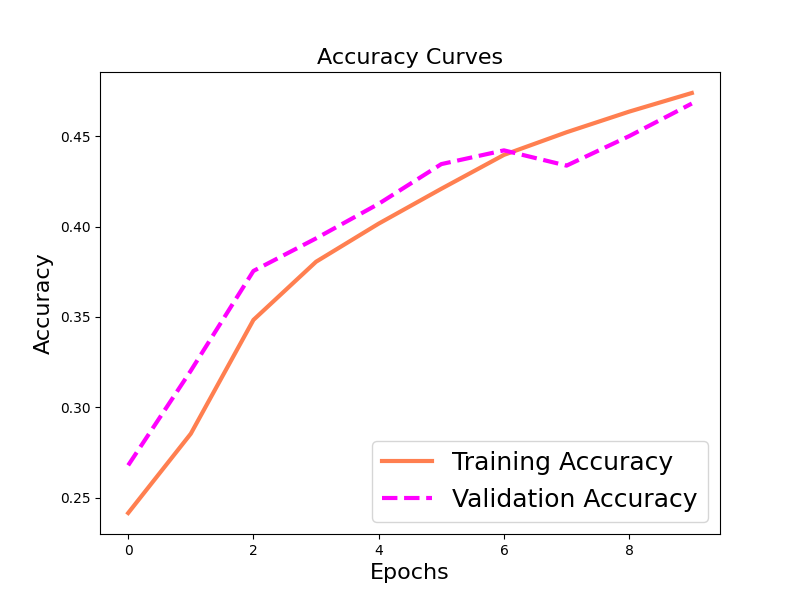 Accuracy Curves
Accuracy
0.45
0.40
0.35
0.30
0.25
0 2 4 6 8
Epochs
Training Accuracy
Validation Accuracy